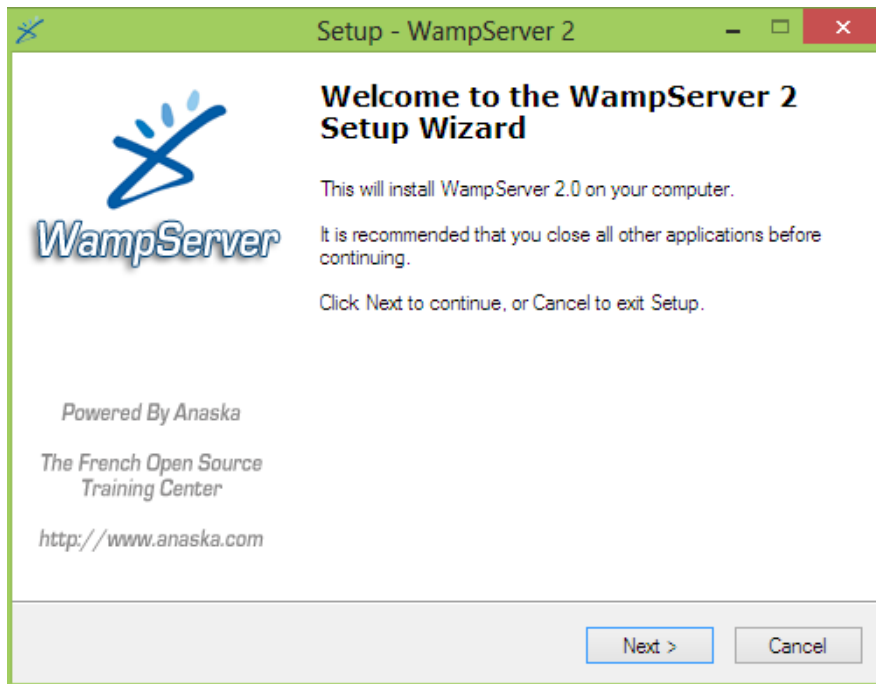 Setup - WampServer 2
Welcome to the WampServer 2
Setup Wizard
This will install WampServer 2.0 on your computer.
It is recommended that you close all other applications before
continuing.
Click Next to continue, or Cancel to exit Setup.
WampServer
Powered By Anaska
The French Open Source
Training Center
http://www.anaska.com
Next >
Cancel